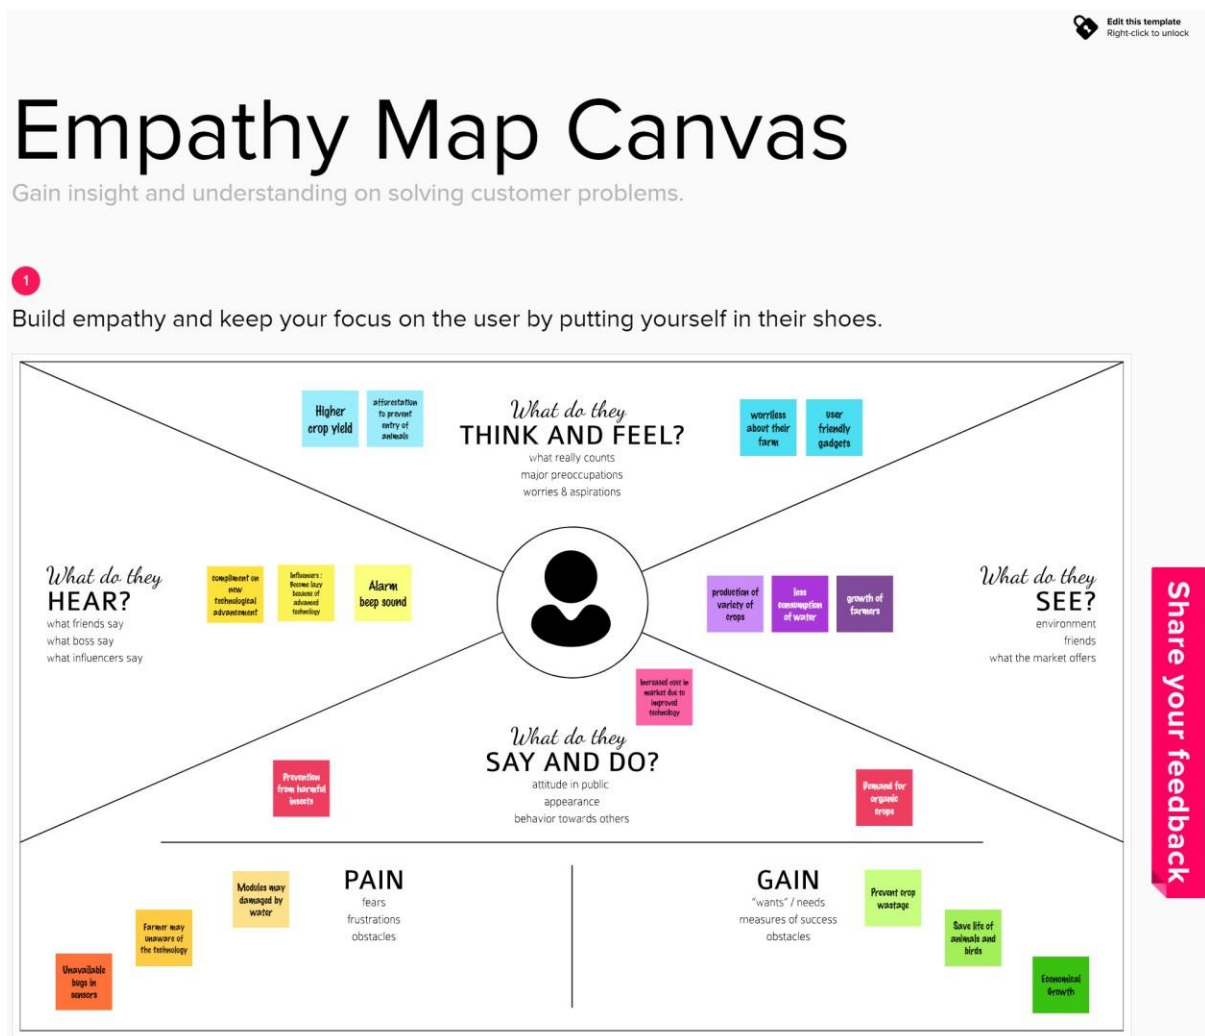 Edit this template
Right-click to unlock
Empathy Map Canvas
Gain insight and understanding on solving customer problems.
1
Build empathy and keep your focus on the user by putting yourself in their shoes.
Higher
crop yield
afforestation
to prevent
entry of
animals
What do they
THINK AND FEEL?
what really counts
major preoccupations
worries & aspirations
worriless
about their
farm
user
friendly
gadgets
What do they
HEAR?
what friends say
what boss say
what influencers say
compliment on
new
technological
advancement
Influencers :
Become lazy
because of
advanced
technology
Alarm
beep sound
production of
variety of
crops
less
consumption
of water
growth of
farmers
What do they
SEE?
environment
friends
what the market offers
Increased cost in
market due to
improved
technology
What do they
SAY AND DO?
attitude in public
appearance
behavior towards others
Prevention
from harmful
insects
Demand for
organic
crops
PAIN
fears
frustrations
obstacles
Modules may
damaged by
water
Farmer may
unaware of
the technology
Unavailable
bugs in
sensors
GAIN
"wants" / needs
measures of success
obstacles
Prevent crop
wastage
Save life of
animals and
birds
Economical
Growth
Share your feedback